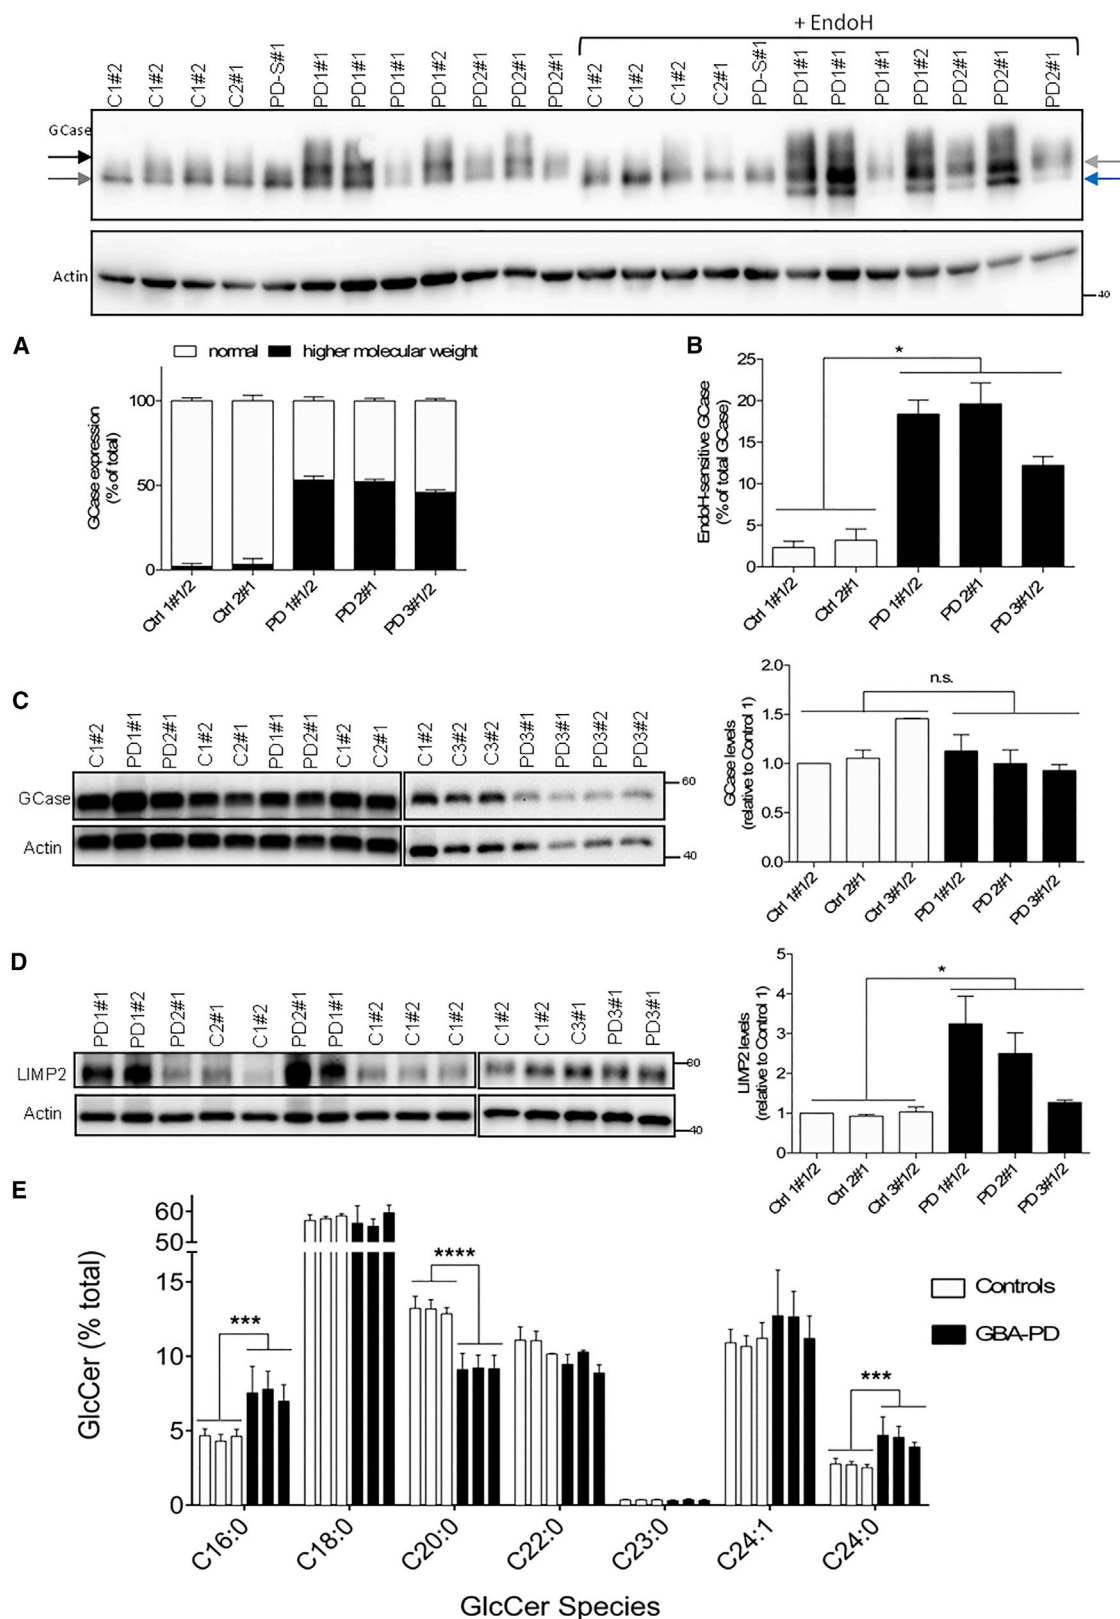 + EndoH
C1#2 C1#2 C1#2 C2#1 PD-S#1 PD1#1 PD1#1 PD1#1 PD1#2 PD2#1 PD2#1 PD2#1 C1#2 C1#2 C1#2 C2#1 PD-S#1 PD1#1 PD1#1 PD1#1 PD1#2 PD2#1 PD2#1 PD2#1
GCase
Actin
40
A
normal higher molecular weight
GCase expression
(% of total)
100
50
0
Ctrl 1#1/2 Ctrl 2#1 PD 1#1/2 PD 2#1 PD 3#1/2
B
EndoH-sensitive GCase
(% of total GCase)
25
20
15
10
5
0
*
Ctrl 1#1/2 Ctrl 2#1 PD 1#1/2 PD 2#1 PD 3#1/2
C
C1#2 PD1#1 PD2#1 C1#2 C2#1 PD1#1 PD2#1 C1#2 C2#1 C1#2 C3#2 C3#2 PD3#1 PD3#1 PD3#2 PD3#2
GCase
60
Actin
40
GCase levels
(relative to Control 1)
2.0
1.5
1.0
0.5
0.0
n.s.
Ctrl 1#1/2 Ctrl 2#1 Ctrl 3#1/2 PD 1#1/2 PD 2#1 PD 3#1/2
D
PD1#1 PD1#2 PD2#1 C2#1 C1#2 PD2#1 PD1#1 C1#2 C1#2 C1#2 C1#2 C1#2 C3#1 PD3#1 PD3#1
LIMP2
60
Actin
40
LIMP2 levels
(relative to Control 1)
5
4
3
2
1
0
*
Ctrl 1#1/2 Ctrl 2#1 Ctrl 3#1/2 PD 1#1/2 PD 2#1 PD 3#1/2
E
GlcCer (% total)
60
50
15
10
5
0
***
****
***
Controls
GBA-PD
C16:0 C18:0 C20:0 C22:0 C23:0 C24:1 C24:0
GlcCer Species